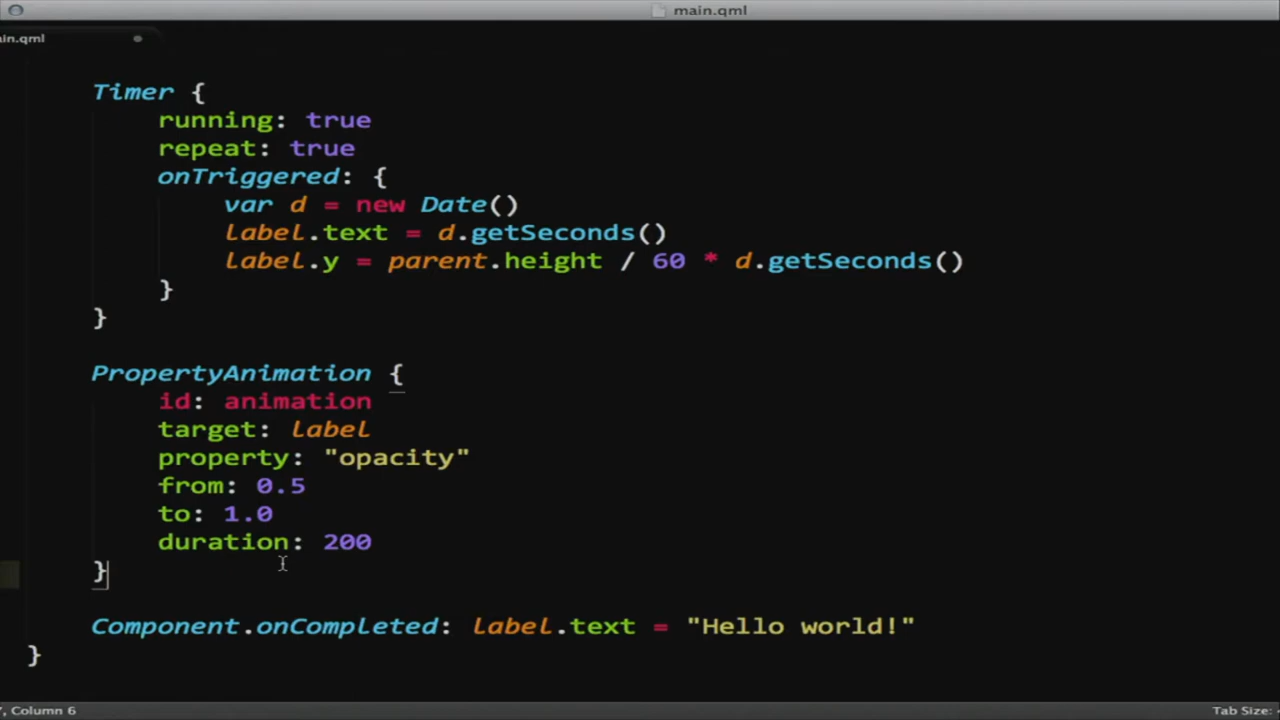 main.qml
in.qml
Timer {
running: true
repeat: true
onTriggered: {
var d = new Date()
label.text = d.getSeconds()
label.y = parent.height / 60 * d.getSeconds()
}
}
PropertyAnimation {
id: animation
target: label
property: "opacity"
from: 0.5
to: 1.0
duration: 200
}
Component.onCompleted: label.text = "Hello world!"
}
, Column 6
Tab Size: